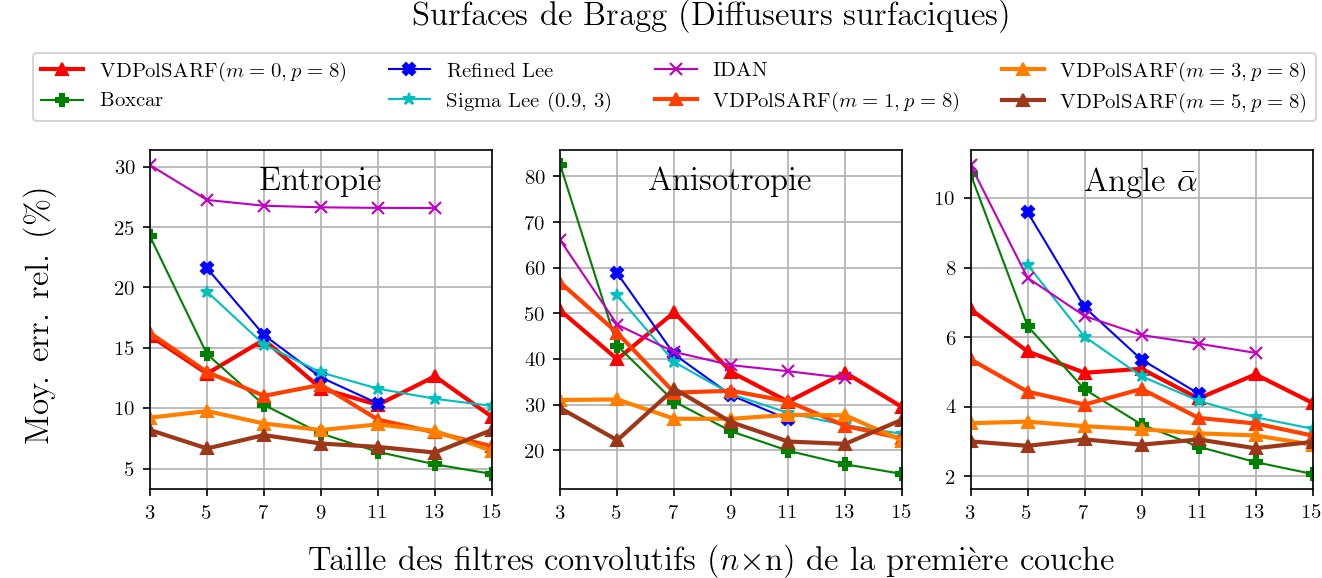 Surfaces de Bragg (Diffuseurs surfaciques)
VDPolSARF(m = 0, p = 8)
Boxcar
Refined Lee
Sigma Lee (0.9, 3)
IDAN
VDPolSARF(m = 1, p = 8)
VDPolSARF(m = 3, p = 8)
VDPolSARF(m = 5, p = 8)
Moy. err. rel. (%)
Entropie
30
25
20
15
10
5
3 5 7 9 11 13 15
Anisotropie
80
70
60
50
40
30
20
3 5 7 9 11 13 15
Angle ᾱ
10
8
6
4
2
3 5 7 9 11 13 15
Taille des filtres convolutifs (n×n) de la première couche